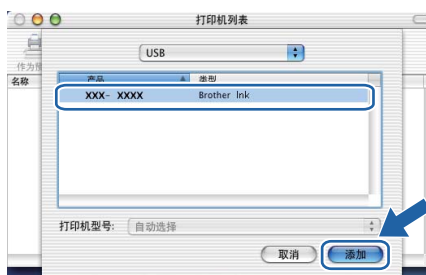 打印机列表
USB
作为
名称
产品 类型
XXX- XXXX Brother Ink
打印机型号: 自动选择
取消 添加